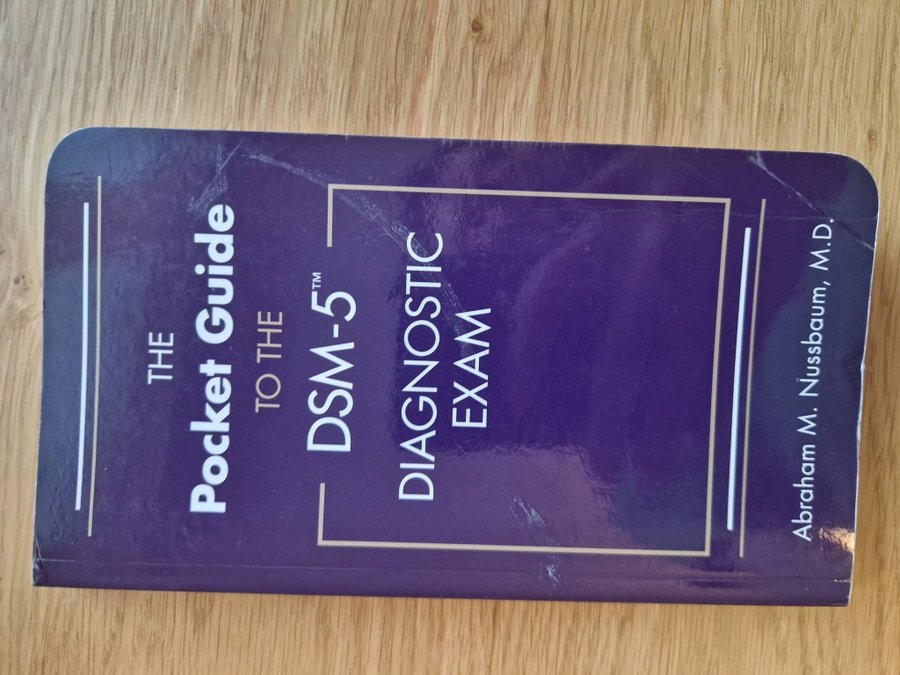 THE
Pocket Guide
TO THE
DSM-5™
DIAGNOSTIC
EXAM
Abraham M. Nussbaum, M.D.